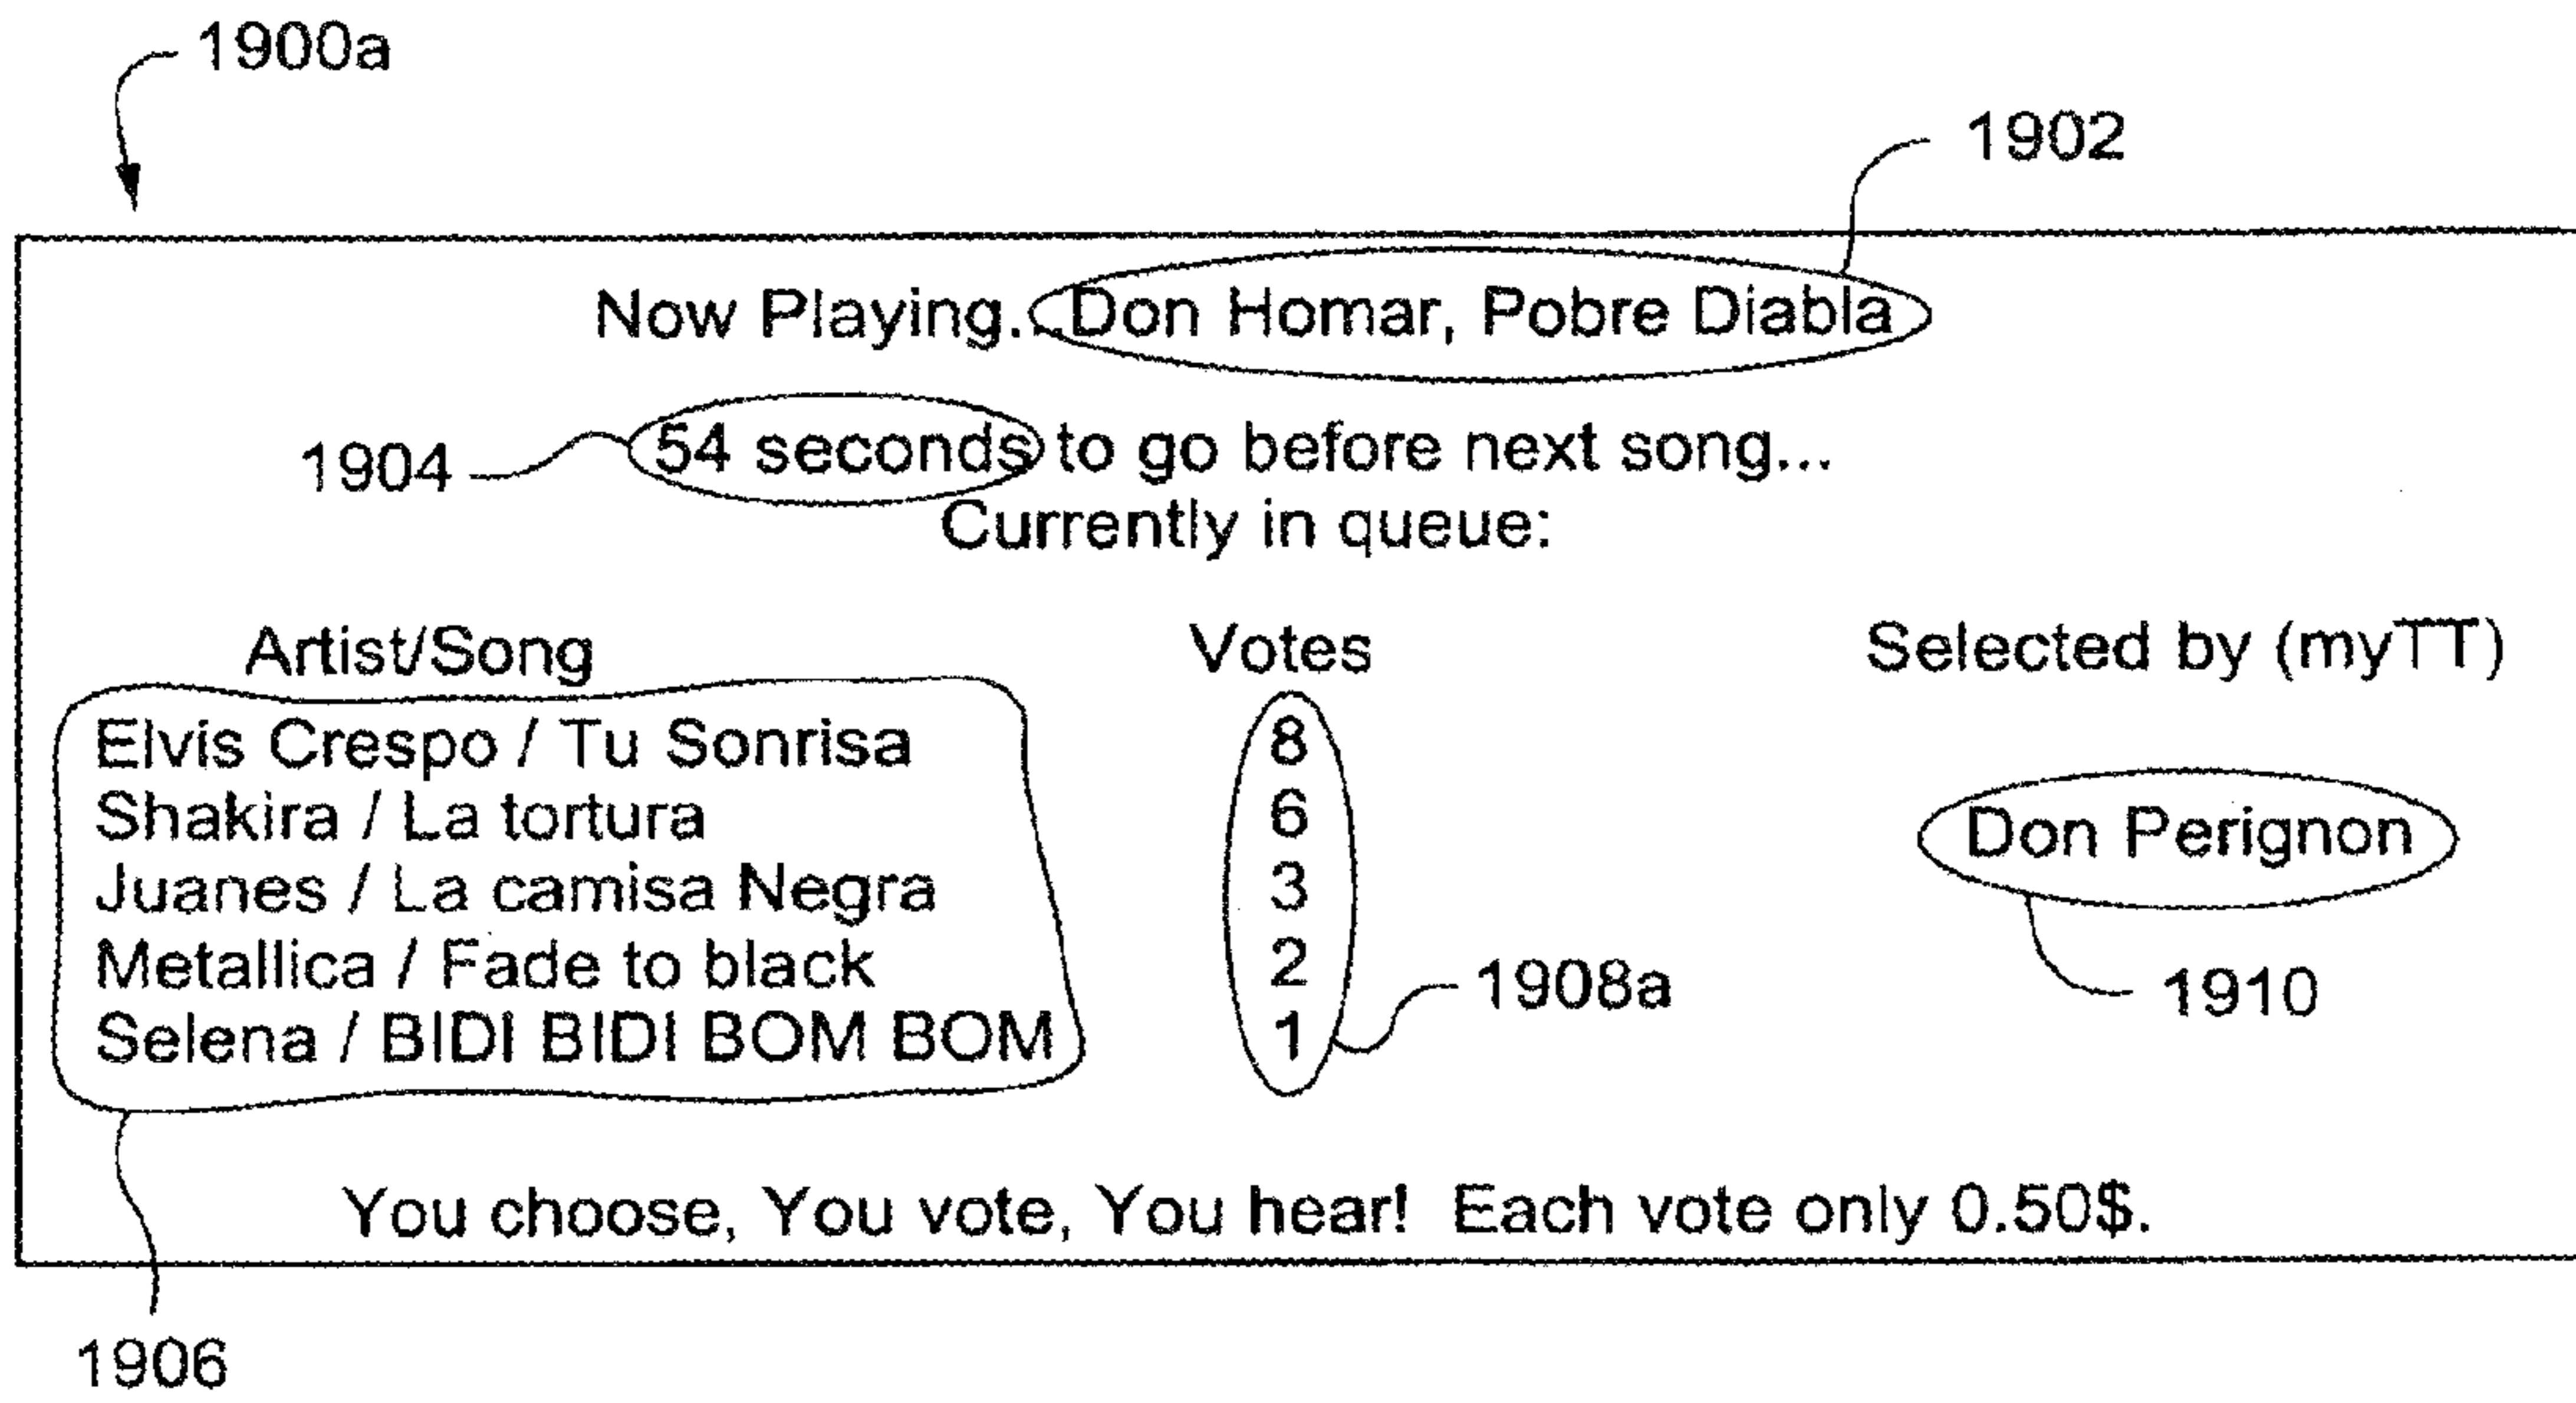 1900a
1902
Now Playing...Don Homar, Pobre Diabla
1904 54 seconds to go before next song...
Currently in queue:
Artist/Song Votes Selected by (myTT)
Elvis Crespo / Tu Sonrisa 8
Shakira / La tortura 6 Don Perignon
Juanes / La camisa Negra 3
Metallica / Fade to black 2 1908a 1910
Selena / BIDI BIDI BOM BOM 1
You choose, You vote, You hear! Each vote only 0.50$.
1906